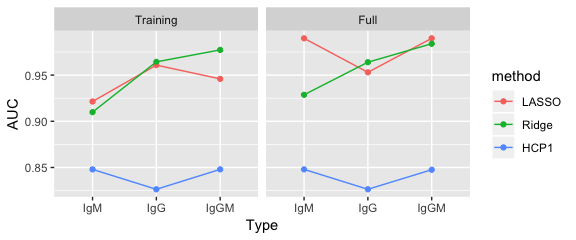 Training
Full
AUC
0.95
0.90
0.85
IgM
IgG
IgGM
IgM
IgG
IgGM
Type
method
LASSO
Ridge
HCP1